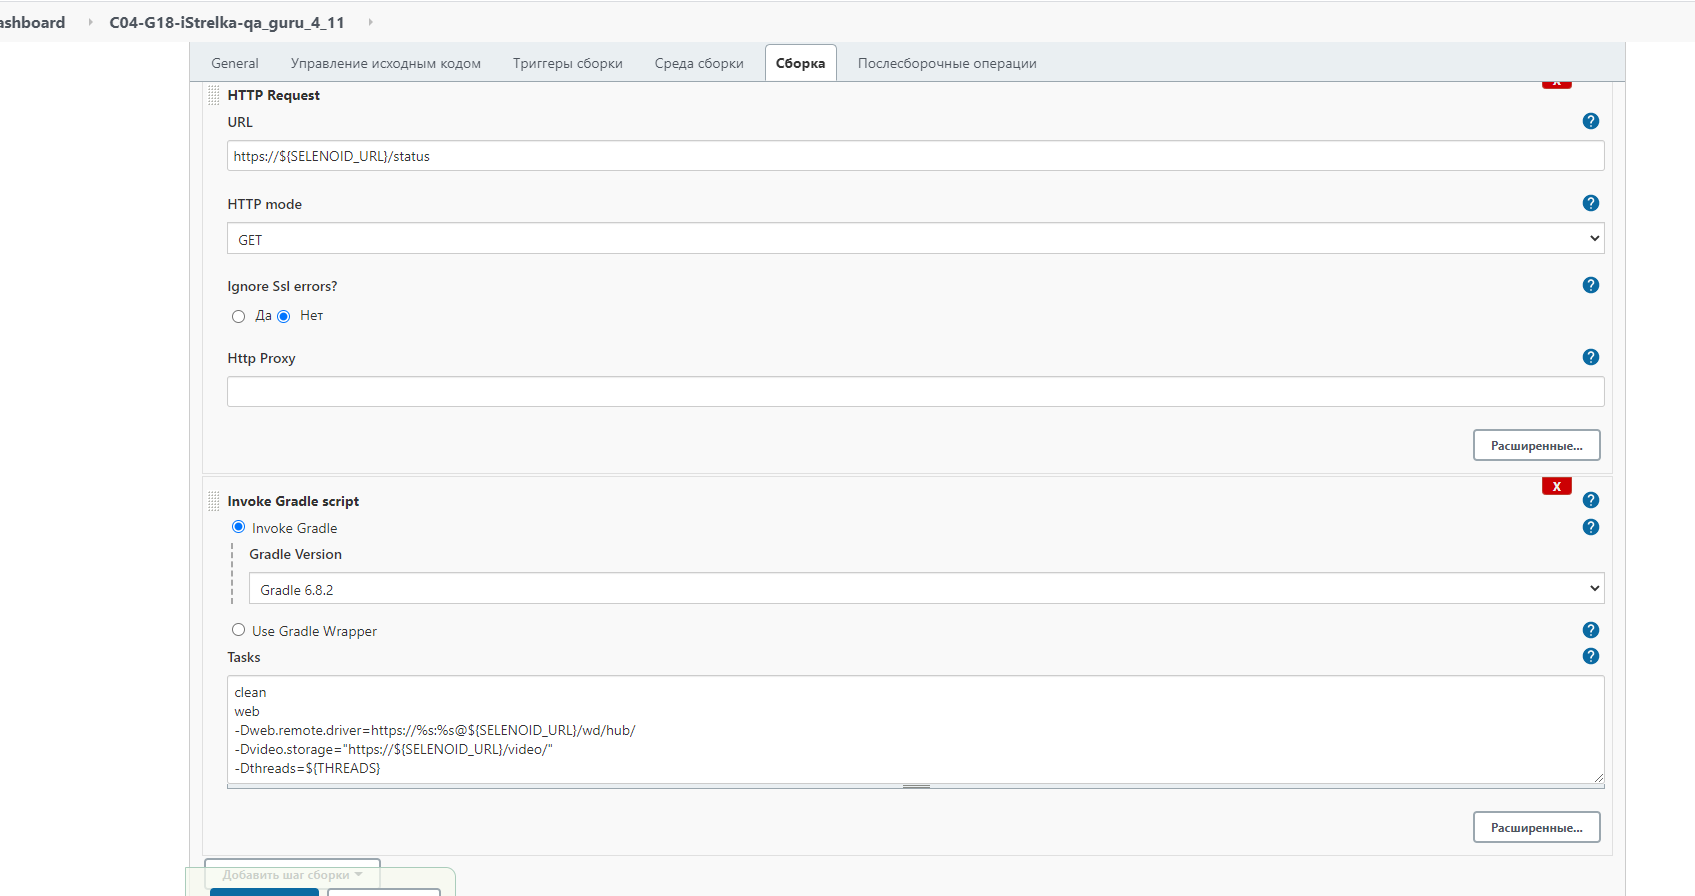 ashboard C04-G18-iStrelka-qa_guru_4_11
General Управление исходным кодом Триггеры сборки Среда сборки Сборка Послесборочные операции
X
HTTP Request
URL
?
https://${SELENOID_URL}/status
HTTP mode
?
GET
Ignore Ssl errors?
?
Да Нет
Http Proxy
?
Расширенные...
X
Invoke Gradle script
?
Invoke Gradle
?
Gradle Version
Gradle 6.8.2
Use Gradle Wrapper
?
Tasks
?
clean
web
-Dweb.remote.driver=https://%s:%s@${SELENOID_URL}/wd/hub/
-Dvideo.storage="https://${SELENOID_URL}/video/"
-Dthreads=${THREADS}
Расширенные...
Добавить шаг сборки